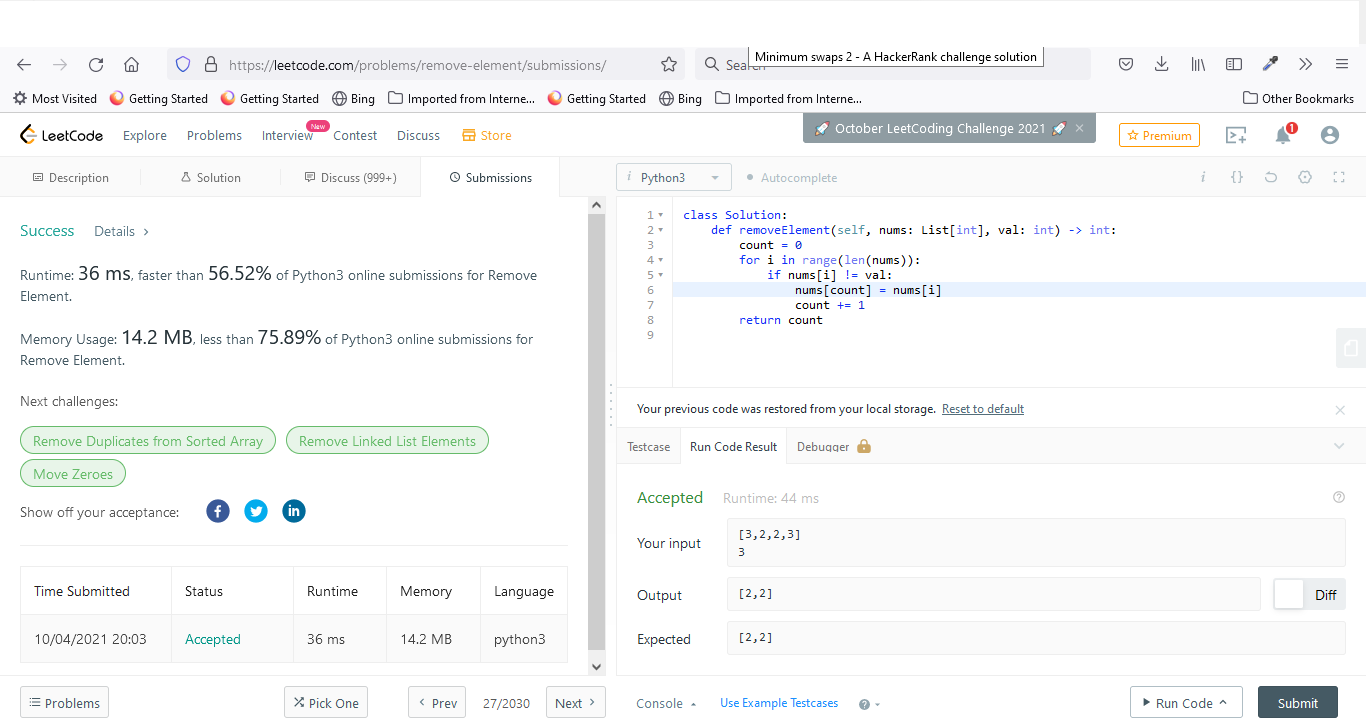 https://leetcode.com/problems/remove-element/submissions/
Sear
Minimum swaps 2 - A HackerRank challenge solution
Most Visited
Getting Started
Getting Started
Bing
Imported from Interne...
Getting Started
Bing
Imported from Interne...
Other Bookmarks
LeetCode
Explore
Problems
Interview
New
Contest
Discuss
Store
🚀 October LeetCoding Challenge 2021 🚀 ×
Premium
1
Description
Solution
Discuss (999+)
Submissions
i Python3
Autocomplete
i {}
Success Details >
Runtime: 36 ms, faster than 56.52% of Python3 online submissions for Remove
Element.
Memory Usage: 14.2 MB, less than 75.89% of Python3 online submissions for
Remove Element.
Next challenges:
Remove Duplicates from Sorted Array
Remove Linked List Elements
Move Zeroes
Show off your acceptance:
Time Submitted Status Runtime Memory Language
10/04/2021 20:03 Accepted 36 ms 14.2 MB python3
1 class Solution:
2     def removeElement(self, nums: List[int], val: int) -> int:
3         count = 0
4         for i in range(len(nums)):
5             if nums[i] != val:
6                 nums[count] = nums[i]
7                 count += 1
8         return count
9
Your previous code was restored from your local storage. Reset to default
Testcase
Run Code Result
Debugger
Accepted Runtime: 44 ms
Your input
[3,2,2,3]
3
Output
[2,2]
Diff
Expected
[2,2]
Problems
Pick One
< Prev
27/2030
Next >
Console
Use Example Testcases
Run Code
Submit